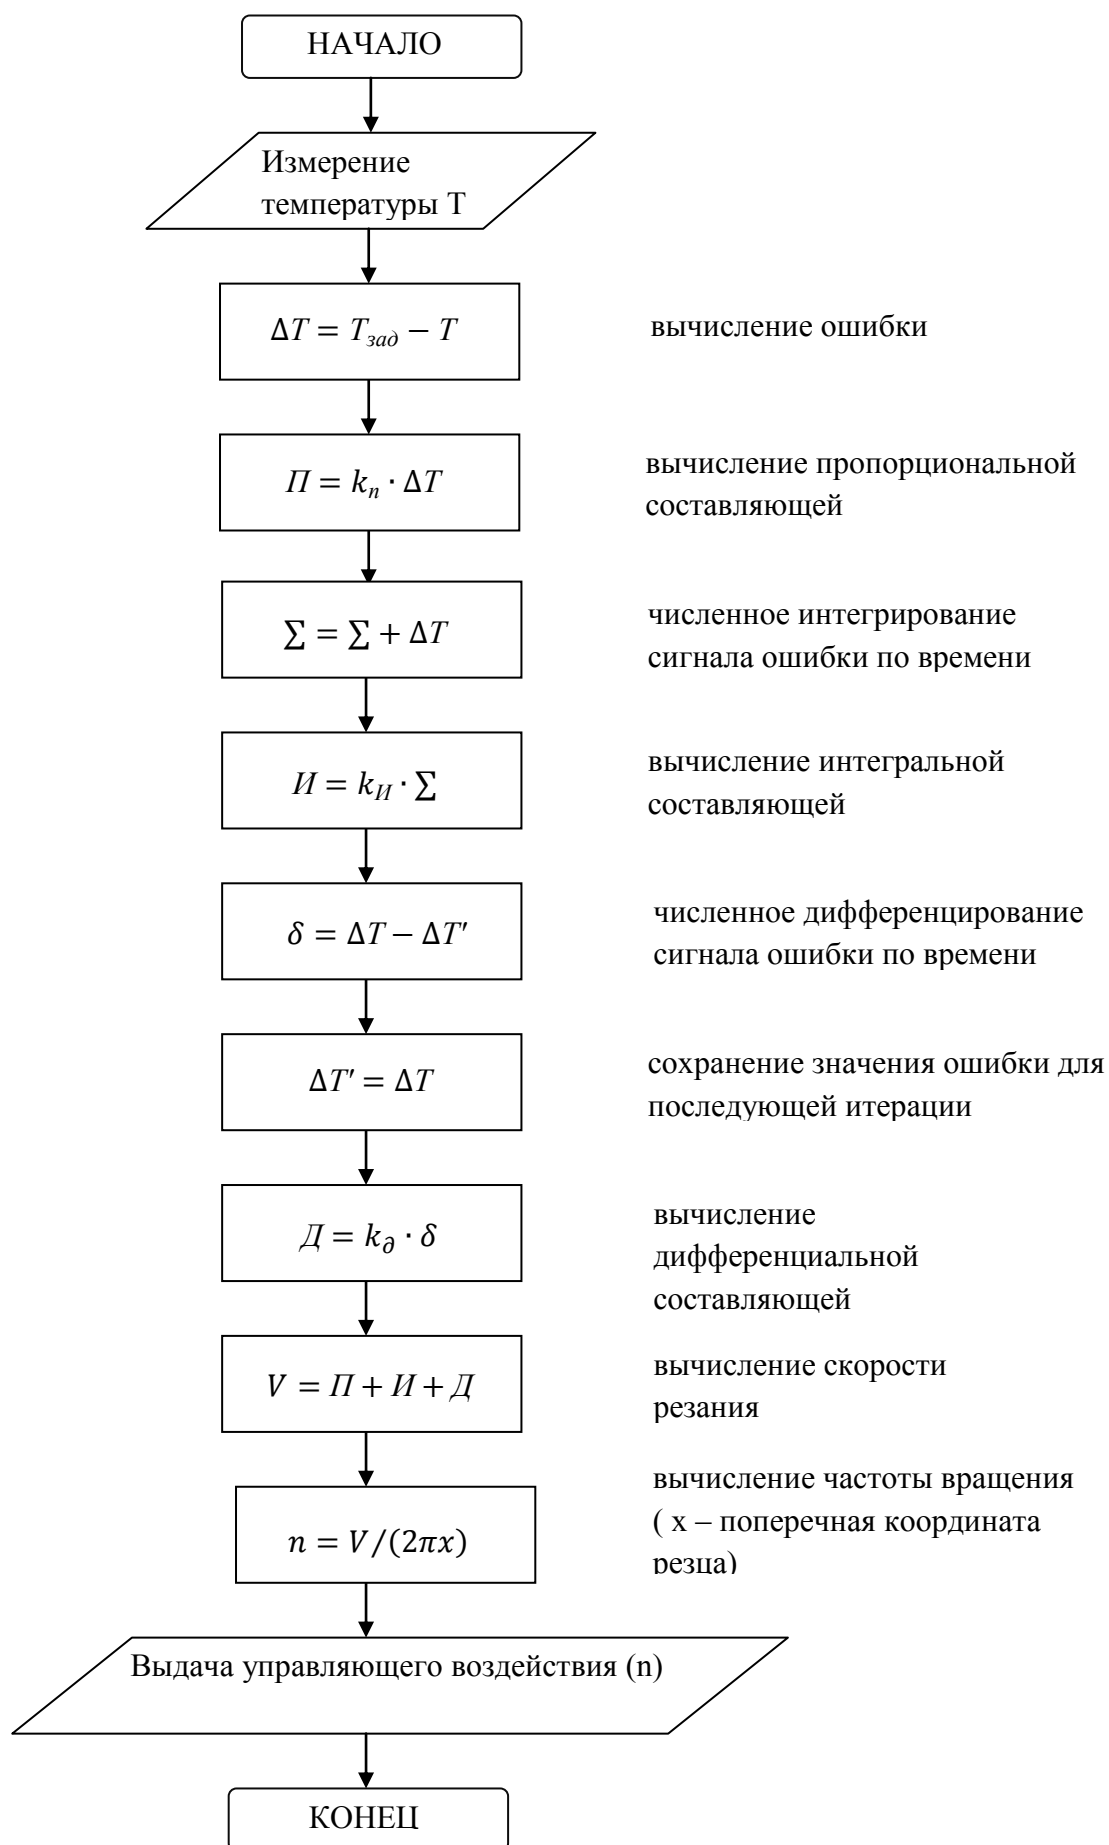 НАЧАЛО
Измерение
температуры Т
ΔT = T_зад − T
вычисление ошибки
П = k_п · ΔT
вычисление пропорциональной
составляющей
∑ = ∑ + ΔT
численное интегрирование
сигнала ошибки по времени
И = k_И · ∑
вычисление интегральной
составляющей
δ = ΔT − ΔT′
численное дифференцирование
сигнала ошибки по времени
ΔT′ = ΔT
сохранение значения ошибки для
последующей итерации
Д = k_д · δ
вычисление
дифференциальной
составляющей
V = П + И + Д
вычисление скорости
резания
n = V/(2πx)
вычисление частоты вращения
( х – поперечная координата
резца)
Выдача управляющего воздействия (n)
КОНЕЦ